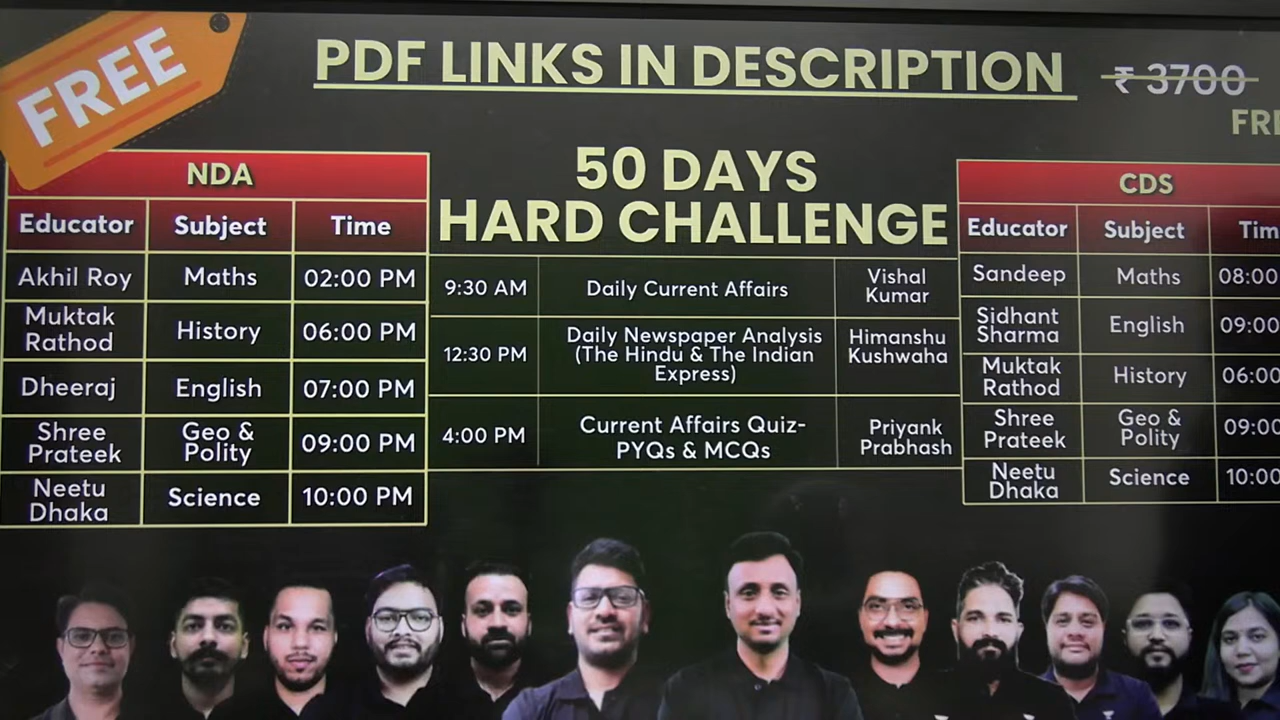 FREE
PDF LINKS IN DESCRIPTION
₹ 3700
NDA
Educator Subject Time
Akhil Roy Maths 02:00 PM
Muktak
Rathod
History 06:00 PM
Dheeraj English 07:00 PM
Shree
Prateek
Geo &
Polity
09:00 PM
Neetu
Dhaka
Science 10:00 PM
50 DAYS
HARD CHALLENGE
9:30 AM Daily Current Affairs Vishal
Kumar
12:30 PM Daily Newspaper Analysis
(The Hindu & The Indian
Express)
Himanshu
Kushwaha
4:00 PM Current Affairs Quiz-
PYQs & MCQs
Priyank
Prabhash
CDS
Educator Subject
Sandeep Maths 08:00
Sidhant
Sharma
English 09:00
Muktak
Rathod
History 06:00
Shree
Prateek
Geo &
Polity
09:00
Neetu
Dhaka
Science 10:00